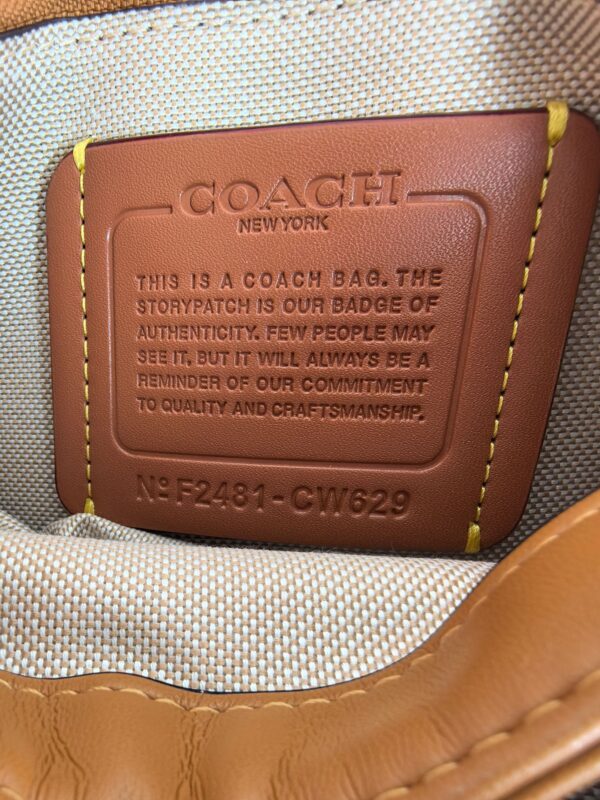 COACH
NEW YORK
THIS IS A COACH BAG. THE
STORYPATCH IS OUR BADGE OF
AUTHENTICITY. FEW PEOPLE MAY
SEE IT, BUT IT WILL ALWAYS BE A
REMINDER OF OUR COMMITMENT
TO QUALITY AND CRAFTSMANSHIP.
Nº F2481-CW629